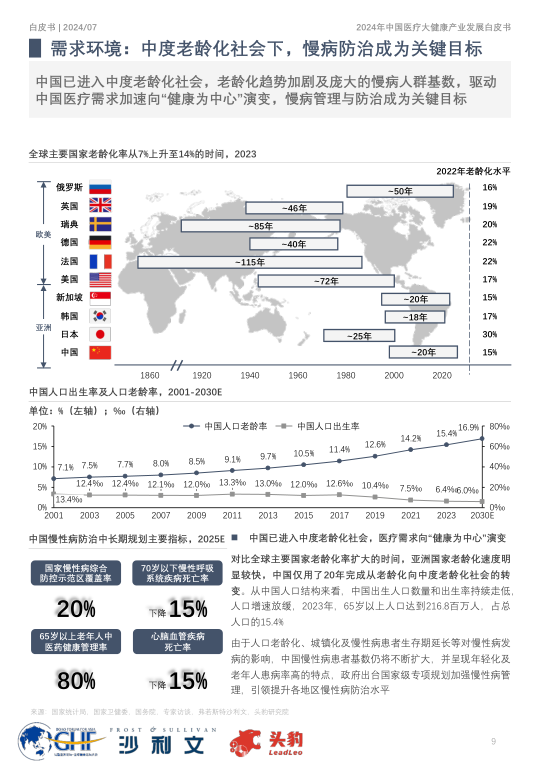 白皮书 | 2024/07
2024年中国医疗大健康产业发展白皮书
需求环境：中度老龄化社会下，慢病防治成为关键目标
中国已进入中度老龄化社会，老龄化趋势加剧及庞大的慢病人群基数，驱动
中国医疗需求加速向“健康为中心”演变，慢病管理与防治成为关键目标
全球主要国家老龄化率从7%上升至14%的时间，2023
2022年老龄化水平
欧美
亚洲
俄罗斯 ~50年 16%
英国 ~46年 19%
瑞典 ~85年 20%
德国 ~40年 22%
法国 ~115年 22%
美国 ~72年 17%
新加坡 ~20年 15%
韩国 ~18年 17%
日本 ~25年 30%
中国 ~20年 15%
1860 1920 1940 1960 1980 2000 2020
中国人口出生率及人口老龄率，2001-2030E
单位：%（左轴）；‰（右轴）
中国人口老龄率 中国人口出生率
20% 15% 10% 5% 0%
80‰ 60‰ 40% 20% 0‰
7.1% 7.5% 7.7% 8.0% 8.5% 9.1% 9.7% 10.5% 11.4% 12.6% 14.2% 15.4% 16.9%
13.4‰ 12.4‰ 12.4‰ 12.1‰ 12.0‰ 13.3‰ 13.0‰ 12.0‰ 12.6‰ 10.4‰ 7.5‰ 6.4‰ 6.0‰
2001 2003 2005 2007 2009 2011 2013 2015 2017 2019 2021 2023 2030E
中国慢性病防治中长期规划主要指标，2025E
国家慢性病综合
防控示范区覆盖率
20%
70岁以下慢性呼吸
系统疾病死亡率
下降 15%
65岁以上老年人中
医药健康管理率
80%
心脑血管疾病
死亡率
下降 15%
中国已进入中度老龄化社会，医疗需求向“健康为中心”演变
对比全球主要国家老龄化率扩大的时间，亚洲国家老龄化速度明
显较快，中国仅用了20年完成从老龄化向中度老龄化社会的转
变。从中国人口结构来看，中国出生人口数量和出生率持续走低，
人口增速放缓，2023年，65岁以上人口达到216.8百万人，占总
人口的15.4%
由于人口老龄化、城镇化及慢性病患者生存期延长等对慢性病发
病的影响，中国慢性病患者基数仍将不断扩大，并呈现年轻化及
老年人患病率高的特点，政府出台国家级专项规划加强慢性病管
理，引领提升各地区慢性病防治水平
来源：国家统计局、国家卫健委、国务院、专家访谈、弗若斯特沙利文、头豹研究院
GHF
FROST & SULLIVAN
沙利文
头豹
LeadLeo
9